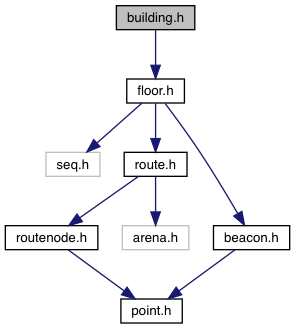 building.h
floor.h
seq.h
route.h
routenode.h
arena.h
beacon.h
point.h